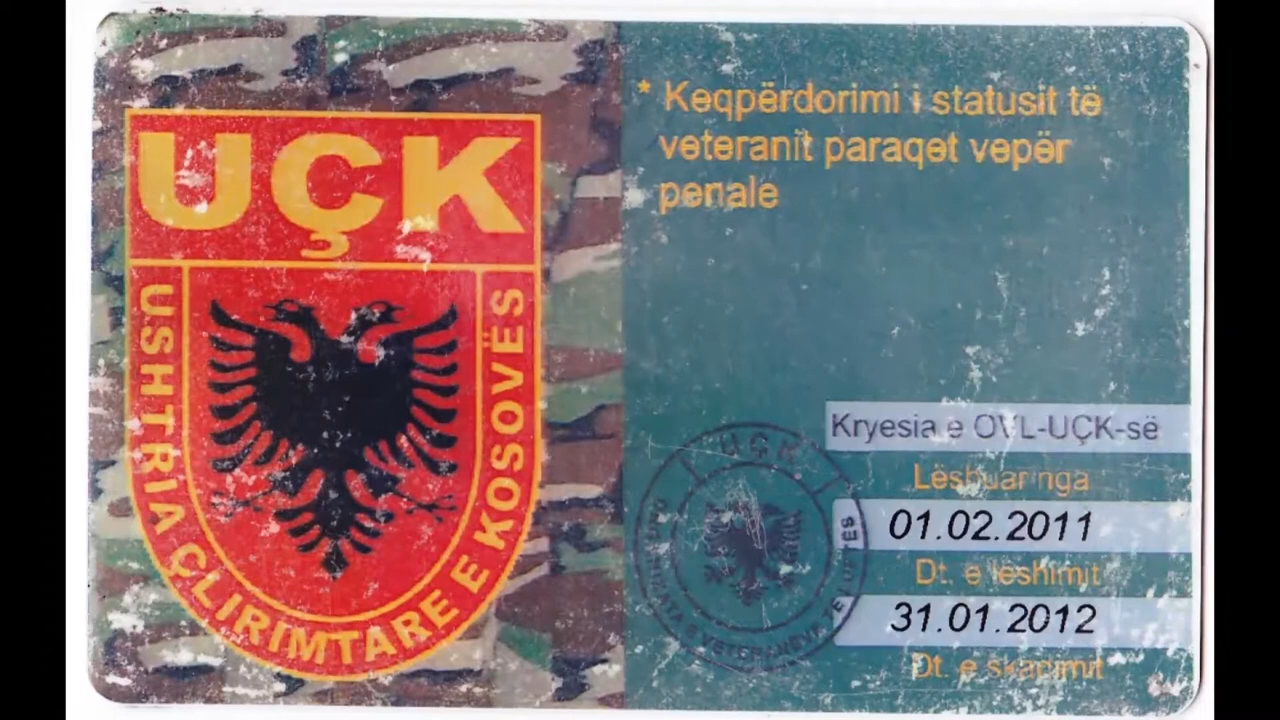 UÇK
USHTRIA ÇLIRIMTARE E KOSOVËS
* Keqpërdorimi i statusit të
veteranit paraqet vepër
penale
Kryesia e OVL-UÇK-së
Lëshuar nga
01.02.2011
Dt. e lëshimit
31.01.2012
Dt. e skadimit
UÇK